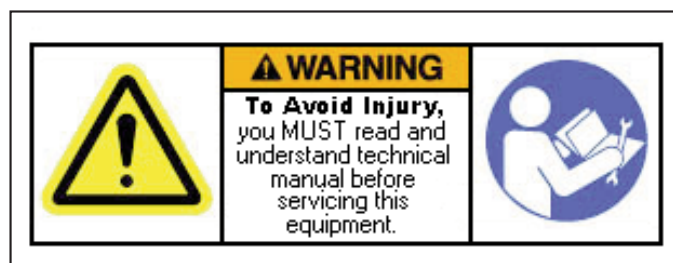 WARNING
To Avoid Injury,
you MUST read and
understand technical
manual before
servicing this
equipment.